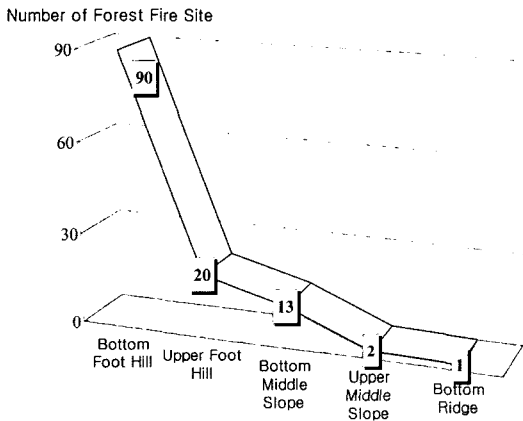 Number of Forest Fire Site
90
60
30
0
90
20
13
2
1
Bottom
Foot Hill
Upper Foot
Hill
Bottom
Middle
Slope
Upper
Middle
Slope
Bottom
Ridge